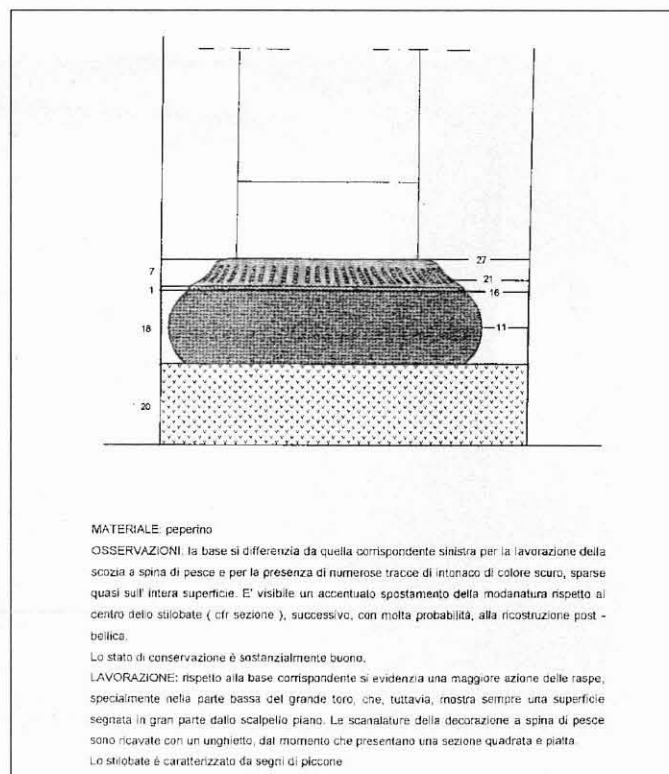 27
7
21
1
16
18
11
20
MATERIALE: peperino
OSSERVAZIONI: la base si differenzia da quella corrispondente sinistra per la lavorazione della
scozia a spina di pesce e per la presenza di numerose tracce di intonaco di colore scuro, sparse
quasi sull' intera superficie. E' visibile un accentuato spostamento della modanatura rispetto al
centro dello stilobate ( cfr sezione ), successivo, con molta probabilità, alla ricostruzione post -
bellica.
Lo stato di conservazione è sostanzialmente buono.
LAVORAZIONE: rispetto alla base corrispondente si evidenzia una maggiore azione delle raspe,
specialmente nella parte bassa del grande toro, che, tuttavia, mostra sempre una superficie
segnata in gran parte dallo scalpello piano. Le scanalature della decorazione a spina di pesce
sono ricavate con un unghietto, dal momento che presentano una sezione quadrata e piatta.
Lo stilobate è caratterizzato da segni di piccone